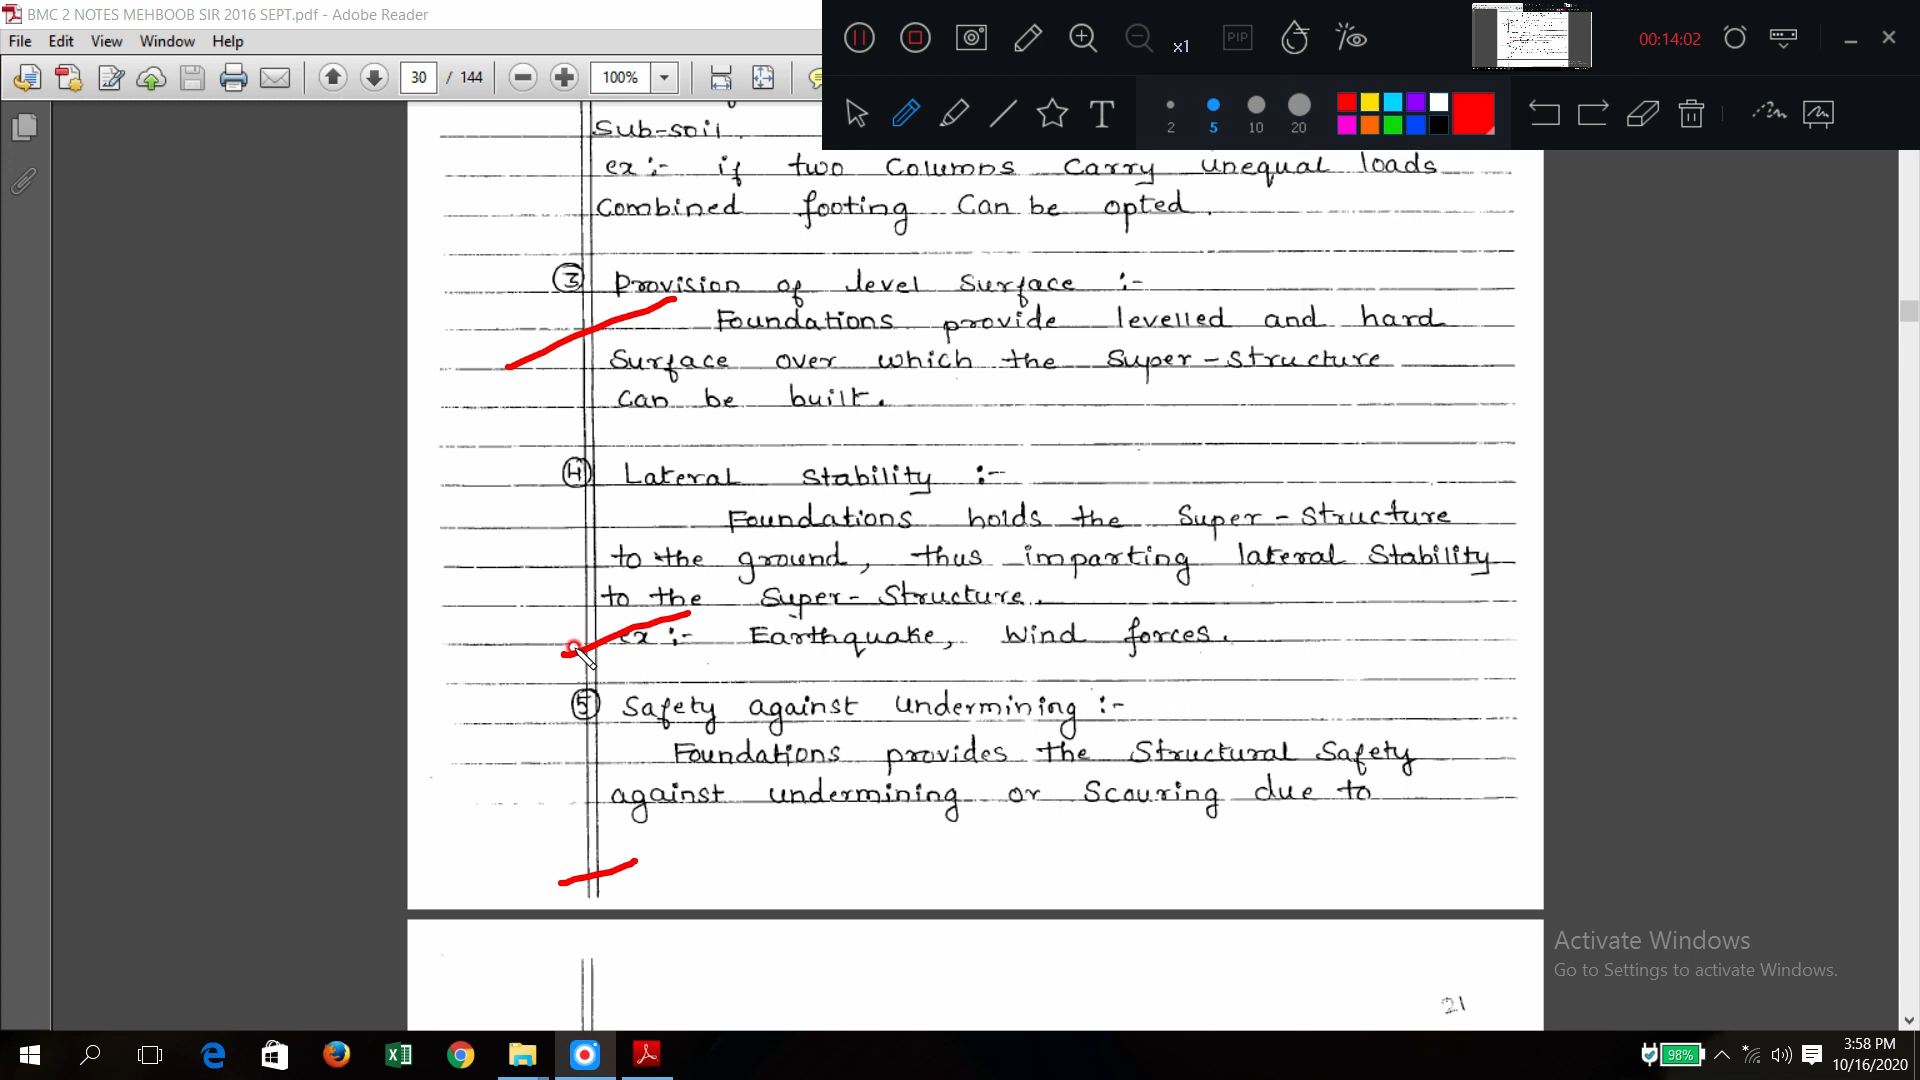 BMC 2 NOTES MEHBOOB SIR 2016 SEPT.pdf - Adobe Reader
File Edit View Window Help
30 / 144 100%
x1 PIP 00:14:02
T 2 5 10 20
Sub-soil.
ex:- if two Columns Carry unequal loads
Combined footing Can be opted.
③ Provision of level Surface :-
Foundations provide levelled and hard
Surface over which the Super-structure
Can be built.
④ Lateral Stability :-
Foundations holds the Super-Structure
to the ground, thus imparting lateral Stability
to the Super-Structure.
ex:- Earthquake, Wind forces.
⑤ Safety against Undermining :-
Foundations provides the Structural Safety
against undermining or Scouring due to
21
Activate Windows
Go to Settings to activate Windows.
98%
3:58 PM
10/16/2020